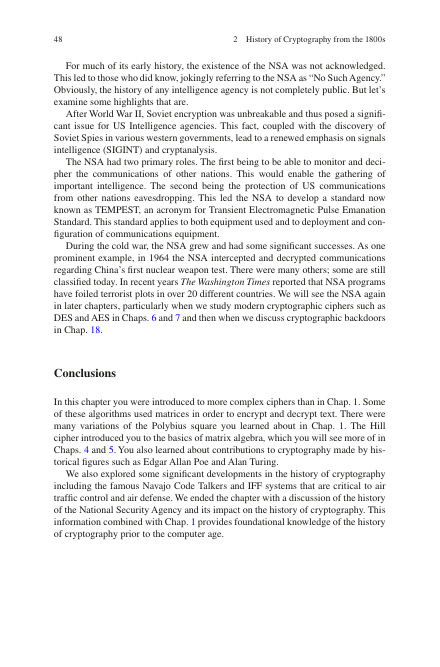 48 2 History of Cryptography from the 1800s
For much of its early history, the existence of the NSA was not acknowledged.
This led to those who did know, jokingly referring to the NSA as “No Such Agency.”
Obviously, the history of any intelligence agency is not completely public. But let’s
examine some highlights that are.
After World War II, Soviet encryption was unbreakable and thus posed a signifi-
cant issue for US Intelligence agencies. This fact, coupled with the discovery of
Soviet Spies in various western governments, lead to a renewed emphasis on signals
intelligence (SIGINT) and cryptanalysis.
The NSA had two primary roles. The first being to be able to monitor and deci-
pher the communications of other nations. This would enable the gathering of
important intelligence. The second being the protection of US communications
from other nations eavesdropping. This led the NSA to develop a standard now
known as TEMPEST, an acronym for Transient Electromagnetic Pulse Emanation
Standard. This standard applies to both equipment used and to deployment and con-
figuration of communications equipment.
During the cold war, the NSA grew and had some significant successes. As one
prominent example, in 1964 the NSA intercepted and decrypted communications
regarding China’s first nuclear weapon test. There were many others; some are still
classified today. In recent years The Washington Times reported that NSA programs
have foiled terrorist plots in over 20 different countries. We will see the NSA again
in later chapters, particularly when we study modern cryptographic ciphers such as
DES and AES in Chaps. 6 and 7 and then when we discuss cryptographic backdoors
in Chap. 18.
Conclusions
In this chapter you were introduced to more complex ciphers than in Chap. 1. Some
of these algorithms used matrices in order to encrypt and decrypt text. There were
many variations of the Polybius square you learned about in Chap. 1. The Hill
cipher introduced you to the basics of matrix algebra, which you will see more of in
Chaps. 4 and 5. You also learned about contributions to cryptography made by his-
torical figures such as Edgar Allan Poe and Alan Turing.
We also explored some significant developments in the history of cryptography
including the famous Navajo Code Talkers and IFF systems that are critical to air
traffic control and air defense. We ended the chapter with a discussion of the history
of the National Security Agency and its impact on the history of cryptography. This
information combined with Chap. 1 provides foundational knowledge of the history
of cryptography prior to the computer age.